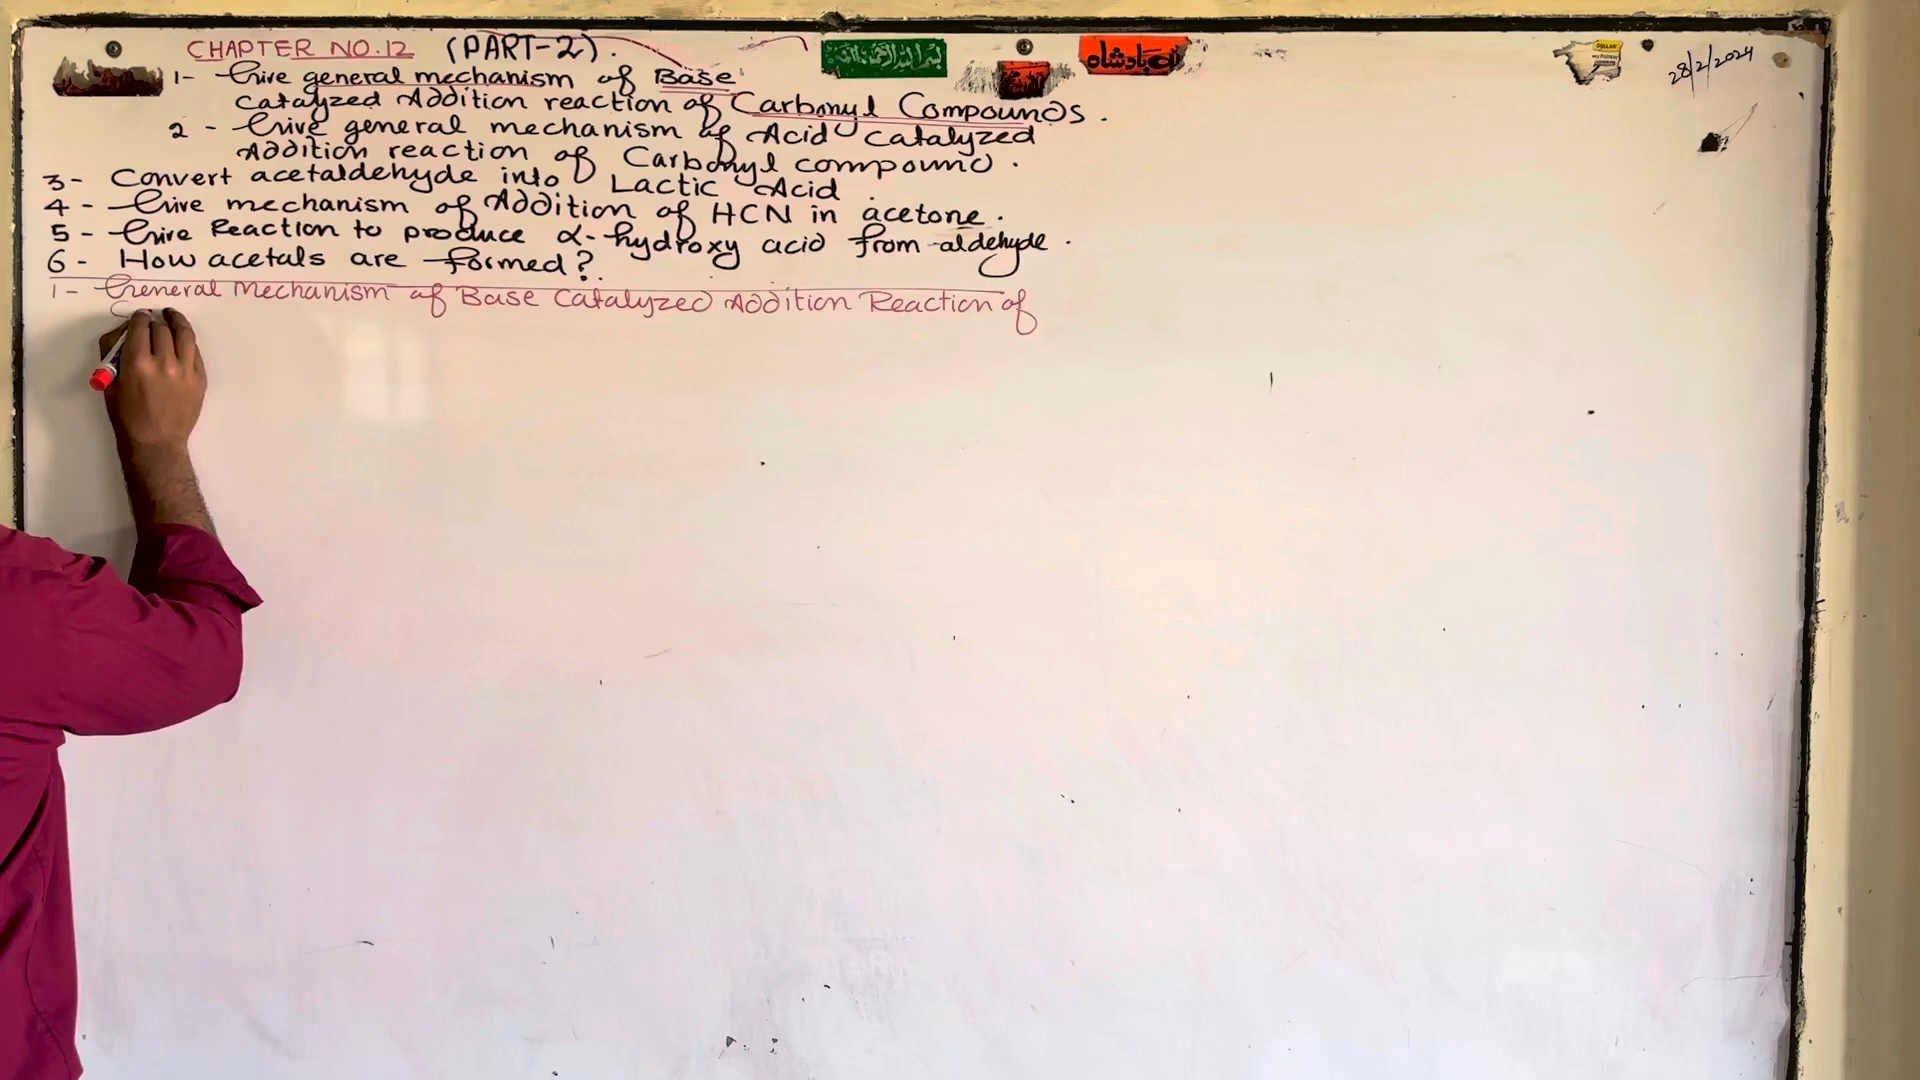 CHAPTER NO.12 (PART-2).
28/2/2024
1- Give general mechanism of Base
Catalyzed Addition reaction of Carbonyl Compounds.
2- Give general mechanism of Acid Catalyzed
Addition reaction of Carbonyl compound.
3- Convert acetaldehyde into Lactic Acid.
4- Give mechanism of Addition of HCN in acetone.
5- Give Reaction to produce α-hydroxy acid from aldehyde.
6- How acetals are formed?
1- General Mechanism of Base Catalyzed Addition Reaction of